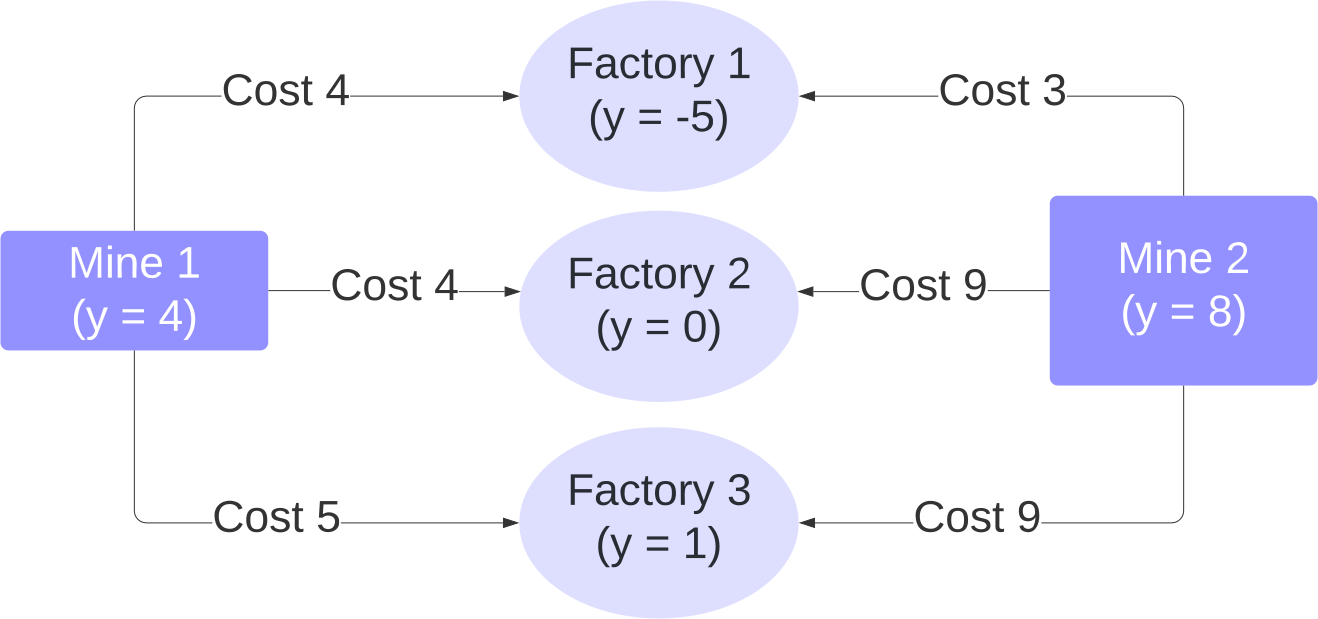 Factory 1
(y = -5)
Cost 4
Cost 3
Mine 1
(y = 4)
Cost 4
Factory 2
(y = 0)
Cost 9
Mine 2
(y = 8)
Factory 3
(y = 1)
Cost 5
Cost 9